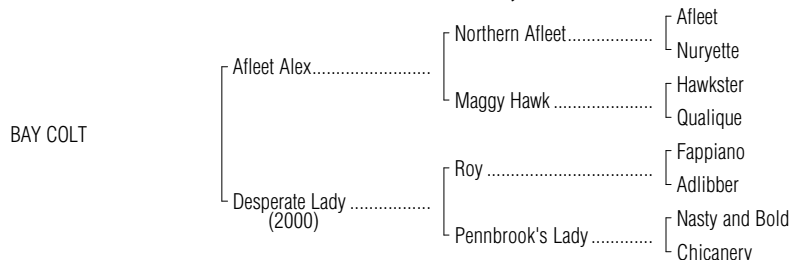 Afleet
Northern Afleet..................
Nuryette
Afleet Alex.........................
Hawkster
Maggy Hawk .....................
Qualique
BAY COLT
Fappiano
Roy ...................................
Adlibber
Desperate Lady .................
(2000)
Nasty and Bold
Pennbrook's Lady.............
Chicanery